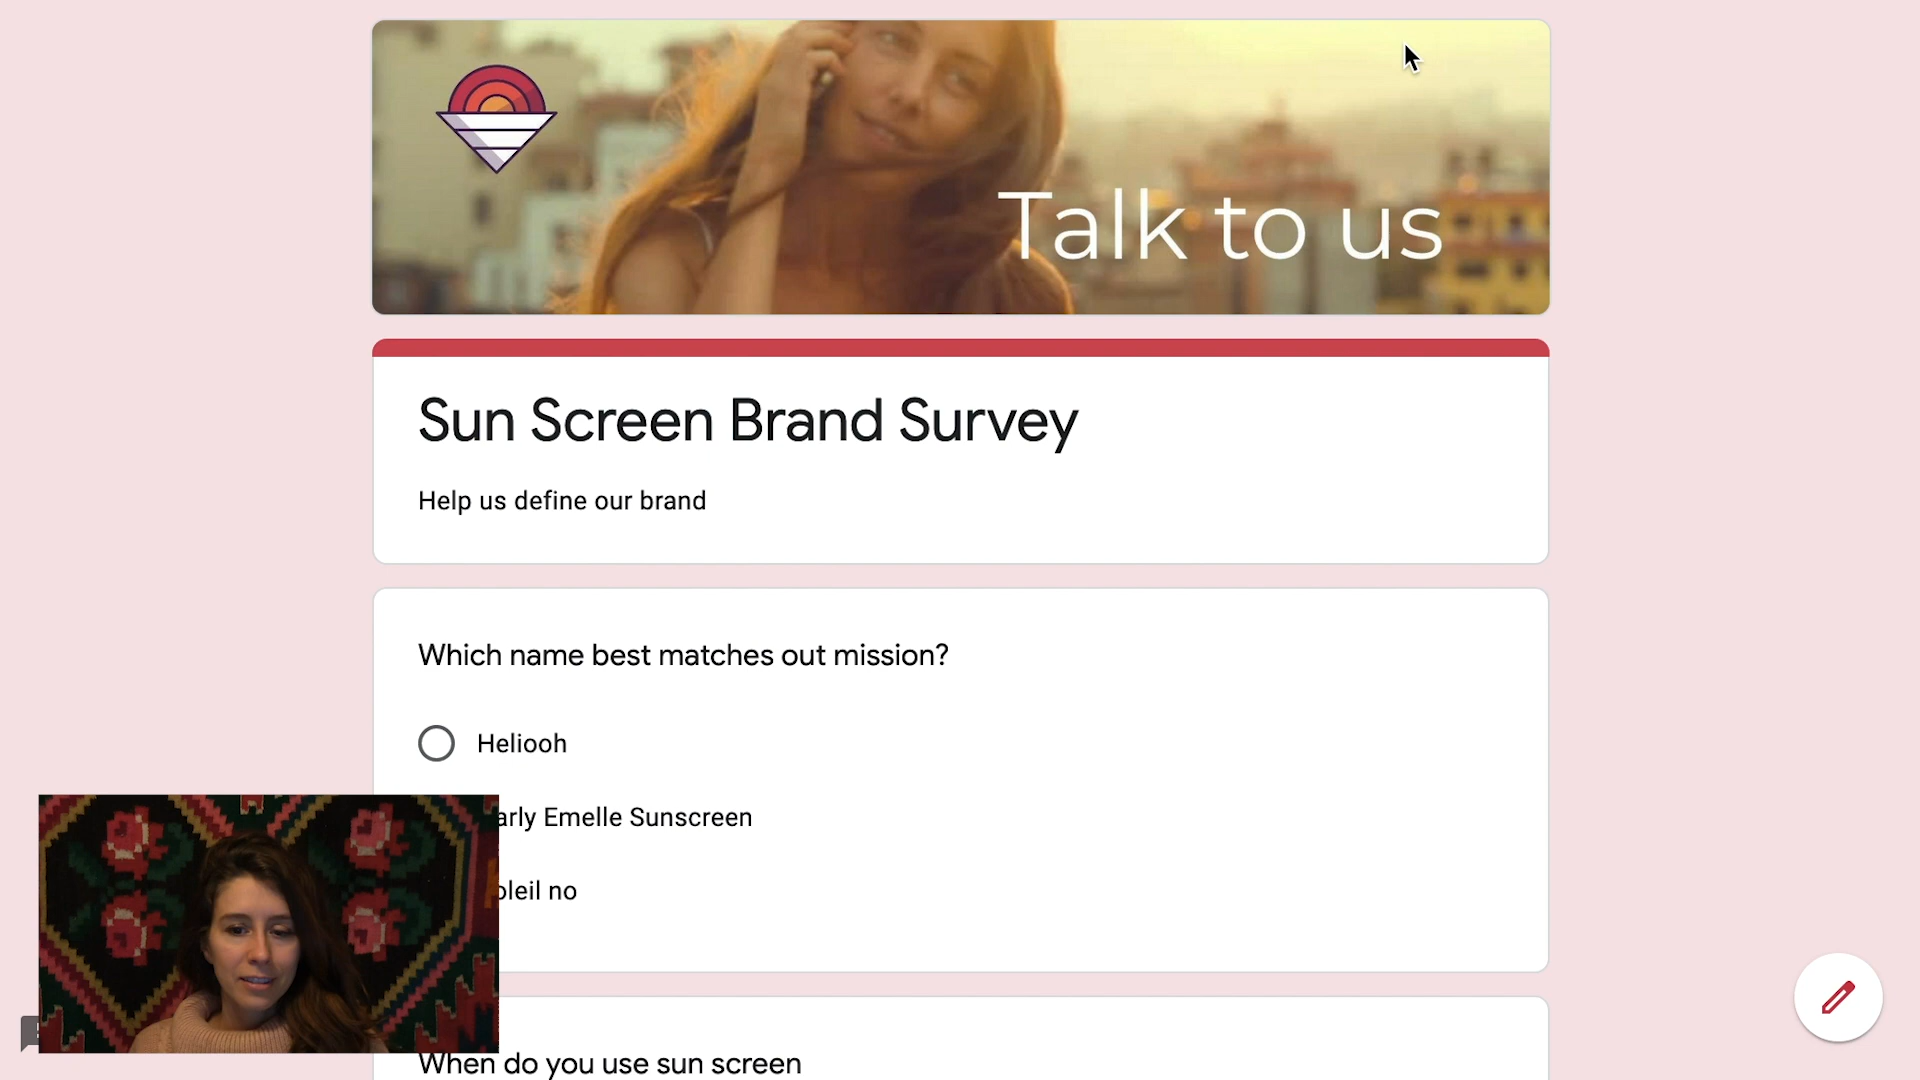 Talk to us
Sun Screen Brand Survey
Help us define our brand
Which name best matches out mission?
Heliooh
arly Emelle Sunscreen
oleil no
When do you use sun screen